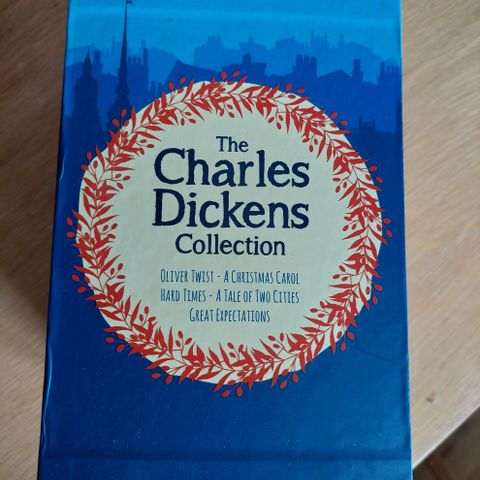 The
Charles
Dickens
Collection
OLIVER TWIST - A CHRISTMAS CAROL
HARD TIMES - A TALE OF TWO CITIES
GREAT EXPECTATIONS